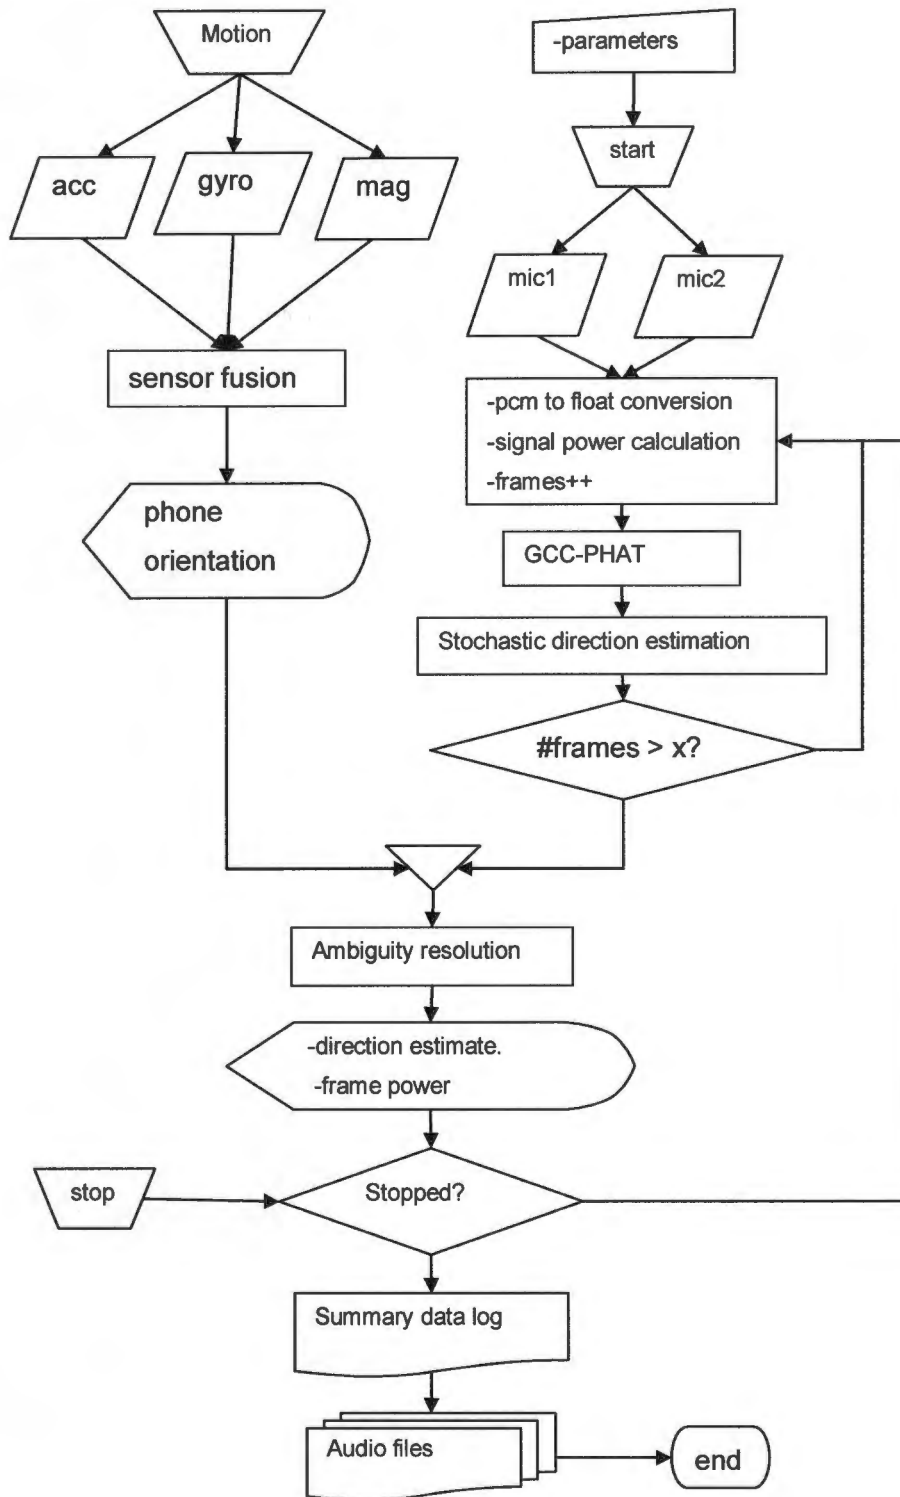 Motion
-parameters
start
acc
gyro
mag
mic1
mic2
sensor fusion
-pcm to float conversion
-signal power calculation
-frames++
phone
orientation
GCC-PHAT
Stochastic direction estimation
#frames > x?
Ambiguity resolution
-direction estimate.
-frame power
stop
Stopped?
Summary data log
Audio files
end